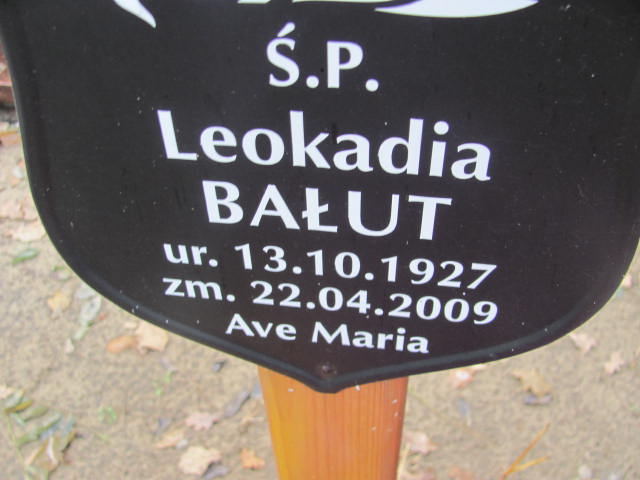 Ś.P.
Leokadia
BAŁUT
ur. 13.10.1927
zm. 22.04.2009
Ave Maria